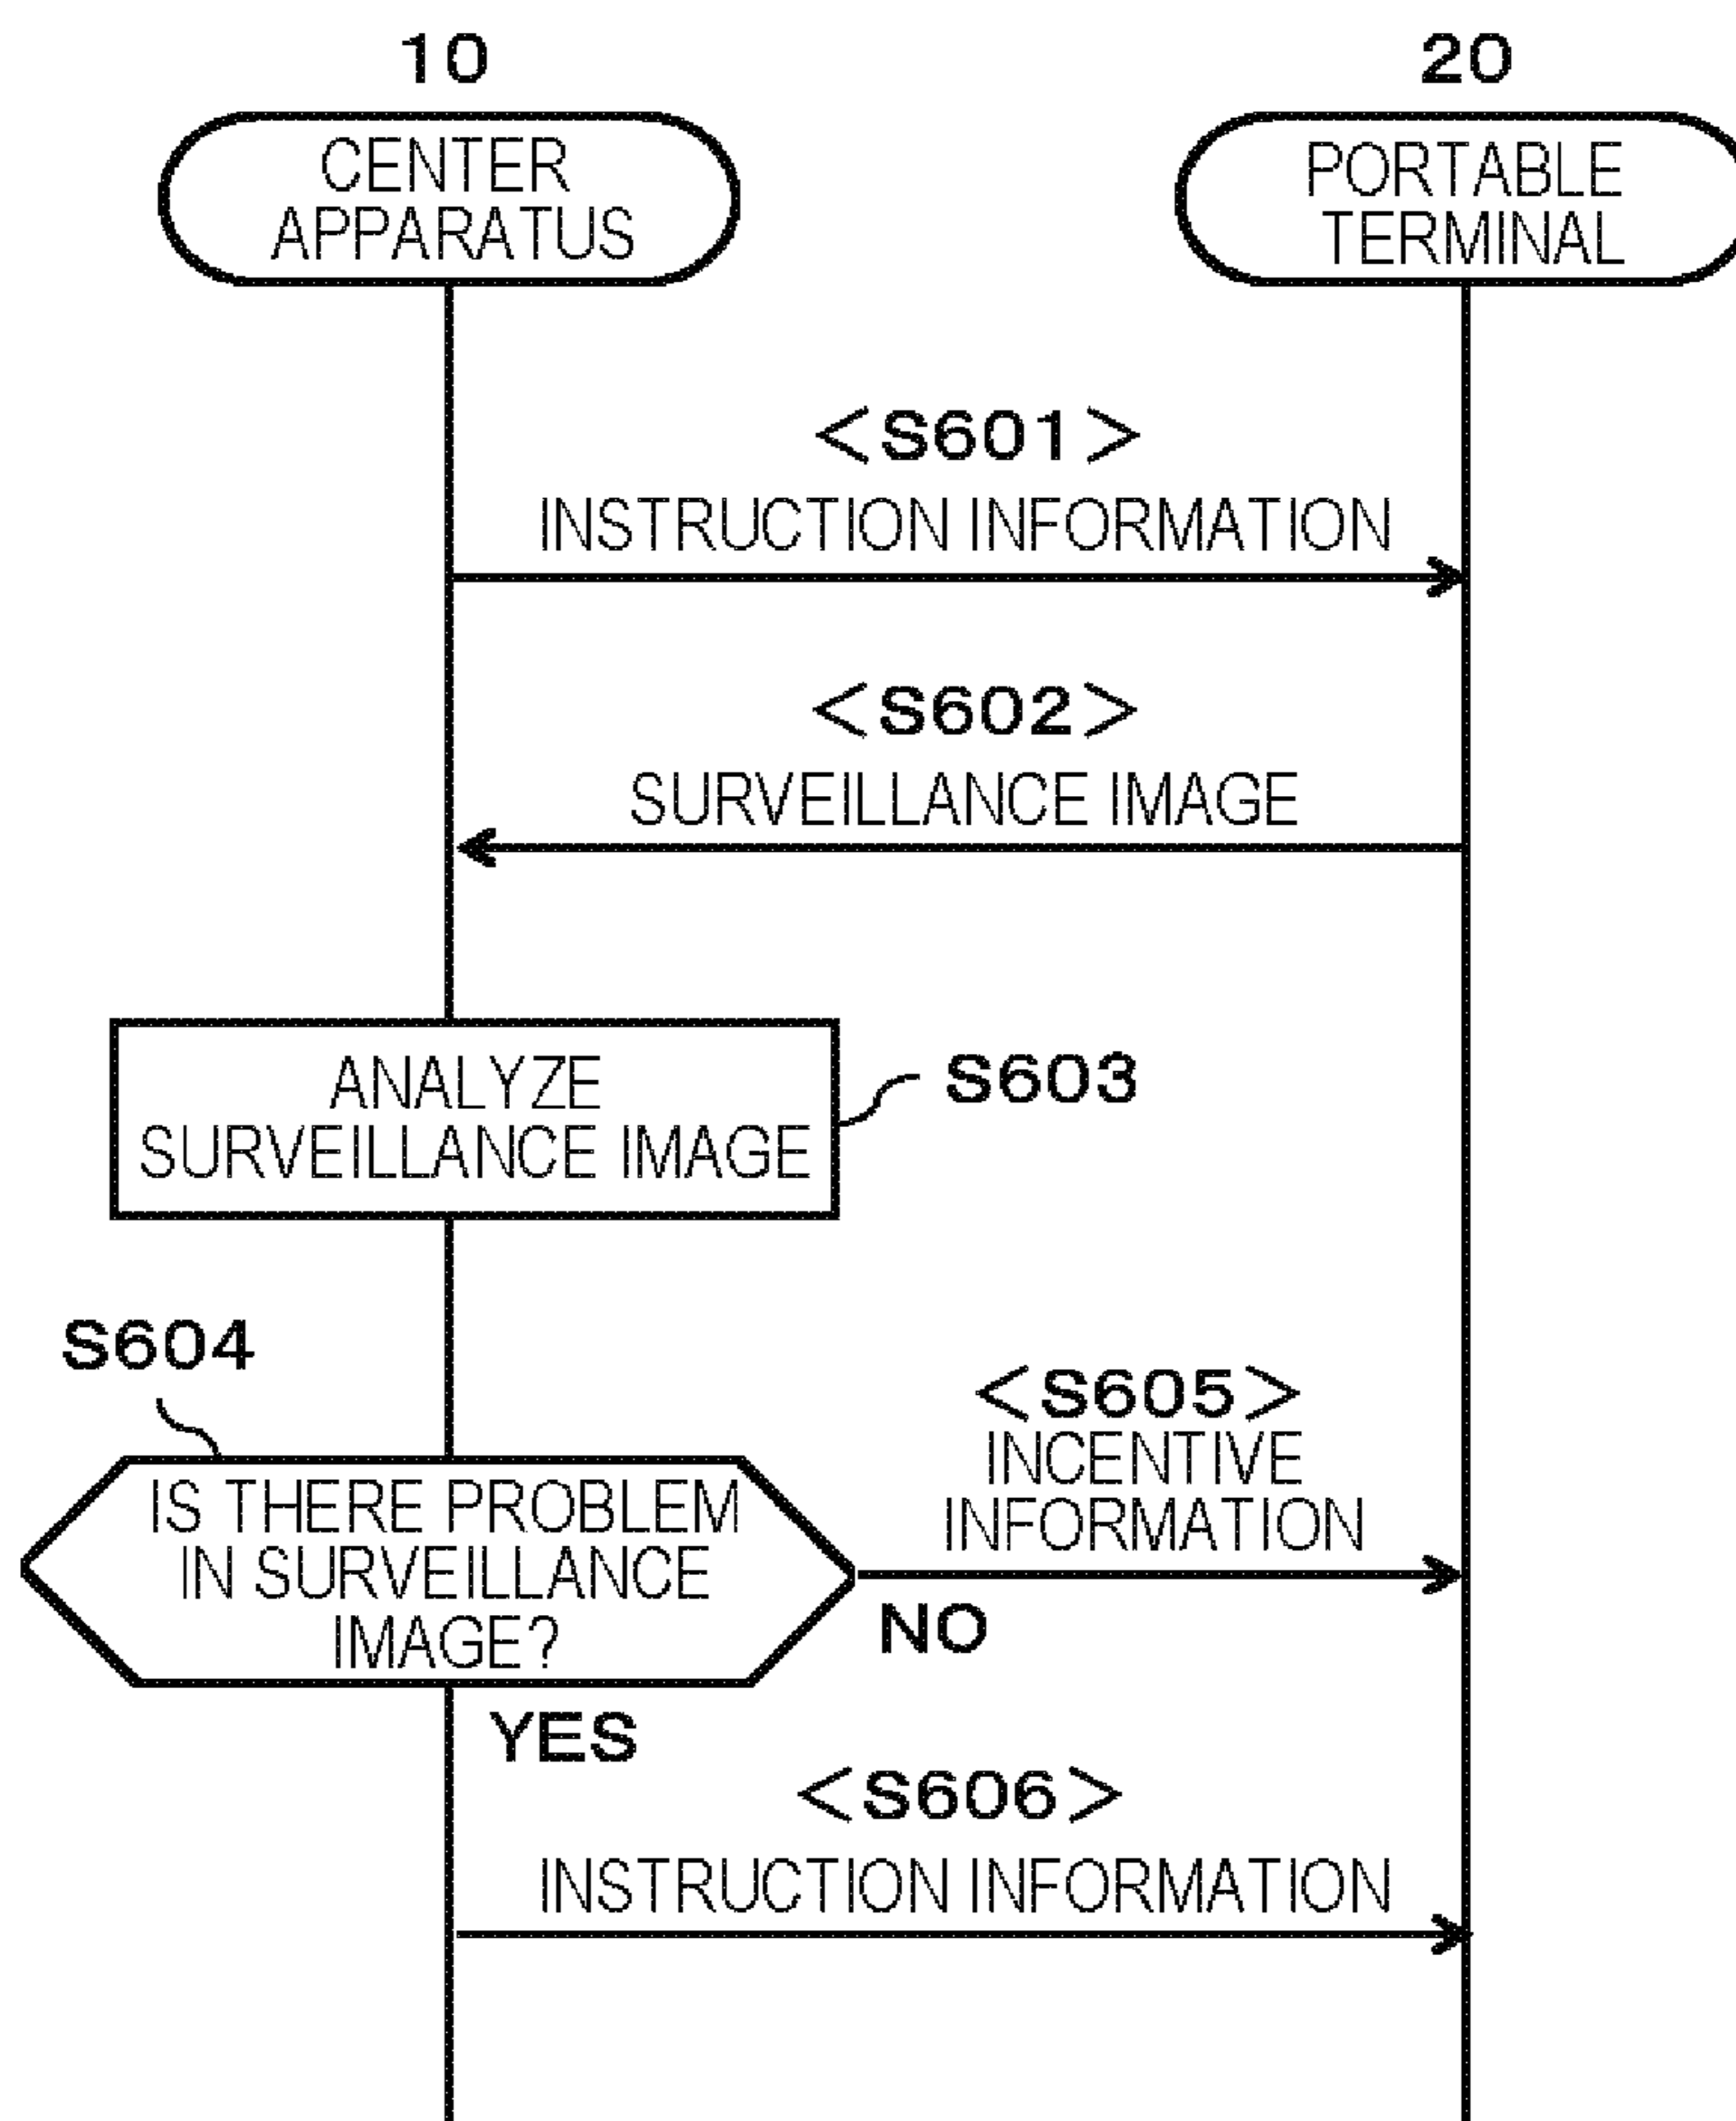 10
20
CENTER
APPARATUS
PORTABLE
TERMINAL
<S601>
INSTRUCTION INFORMATION
<S602>
SURVEILLANCE IMAGE
ANALYZE
SURVEILLANCE IMAGE
S603
S604
<S605>
INCENTIVE
INFORMATION
IS THERE PROBLEM
IN SURVEILLANCE
IMAGE?
NO
YES
<S606>
INSTRUCTION INFORMATION